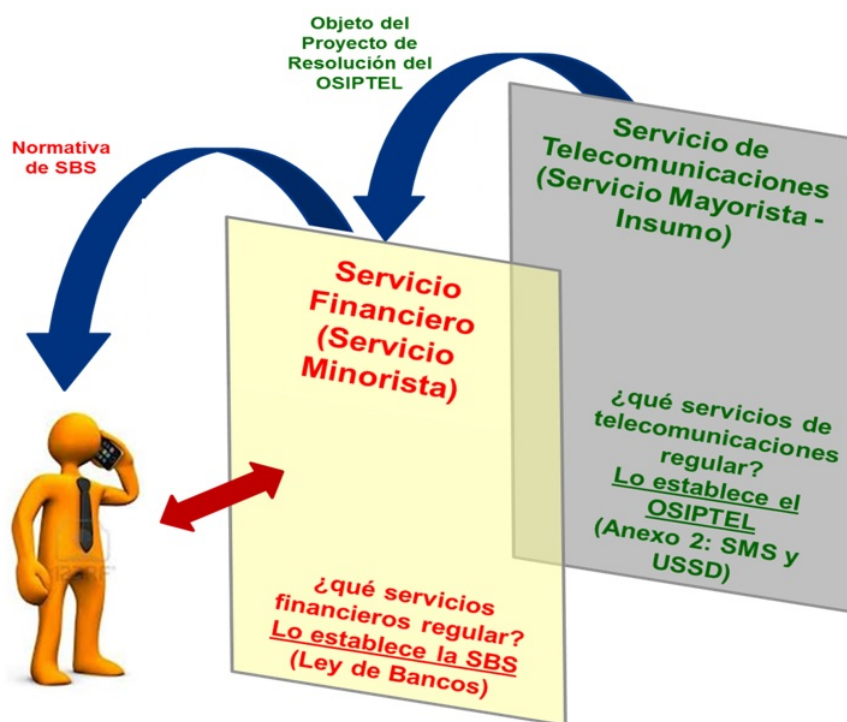 Objeto del
Proyecto de
Resolución del
OSIPTEL
Normativa
de SBS
Servicio de
Telecomunicaciones
(Servicio Mayorista -
Insumo)
Servicio
Financiero
(Servicio
Minorista)
¿qué servicios de
telecomunicaciones
regular?
Lo establece el
OSIPTEL
(Anexo 2: SMS y
USSD)
¿qué servicios
financieros regular?
Lo establece la SBS
(Ley de Bancos)
123RF